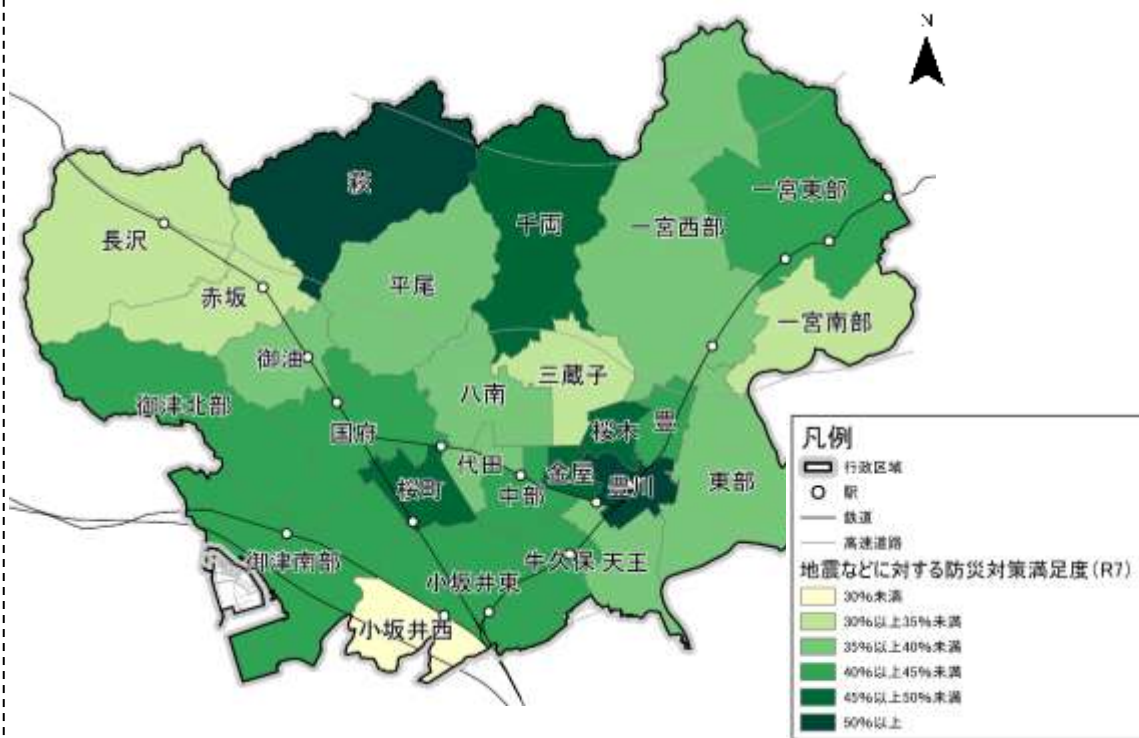 N
萩
千両
一宮東部
一宮西部
長沢
平尾
赤坂
一宮南部
御油
三蔵子
八南
御津北部
国府
桜木
豊
代田
金屋
豊川
東部
桜町
中部
御津南部
牛久保
天王
小坂井東
小坂井西
凡例
行政区域
駅
鉄道
高速道路
地震などに対する防災対策満足度(R7)
30%未満
30%以上35%未満
35%以上40%未満
40%以上45%未満
45%以上50%未満
50%以上